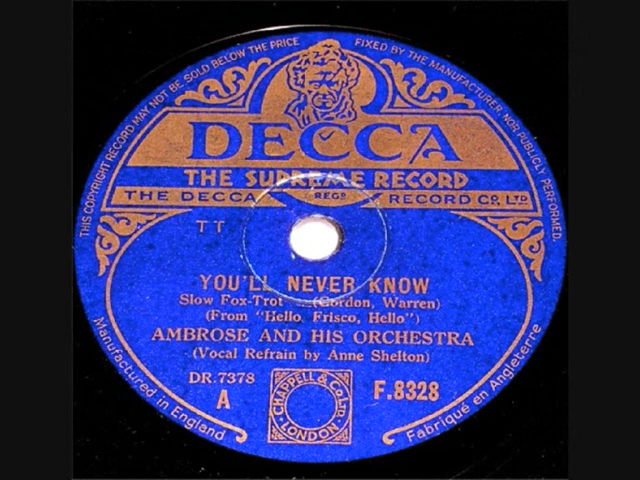 THIS COPYRIGHT RECORD MAY NOT BE SOLD BELOW THE PRICE FIXED BY THE MANUFACTURER NOR PUBLICLY PERFORMED.
DECCA
THE SUPREME RECORD
THE DECCA REGD RECORD CO. LTD
TT
YOU'LL NEVER KNOW
Slow Fox-Trot ...(Gordon, Warren)
(From "Hello, Frisco, Hello")
AMBROSE AND HIS ORCHESTRA
(Vocal Refrain by Anne Shelton)
DR.7378
A
CHAPPELL & CO LTD. LONDON
F.8328
Manufactured in England
Fabriqué en Angleterre